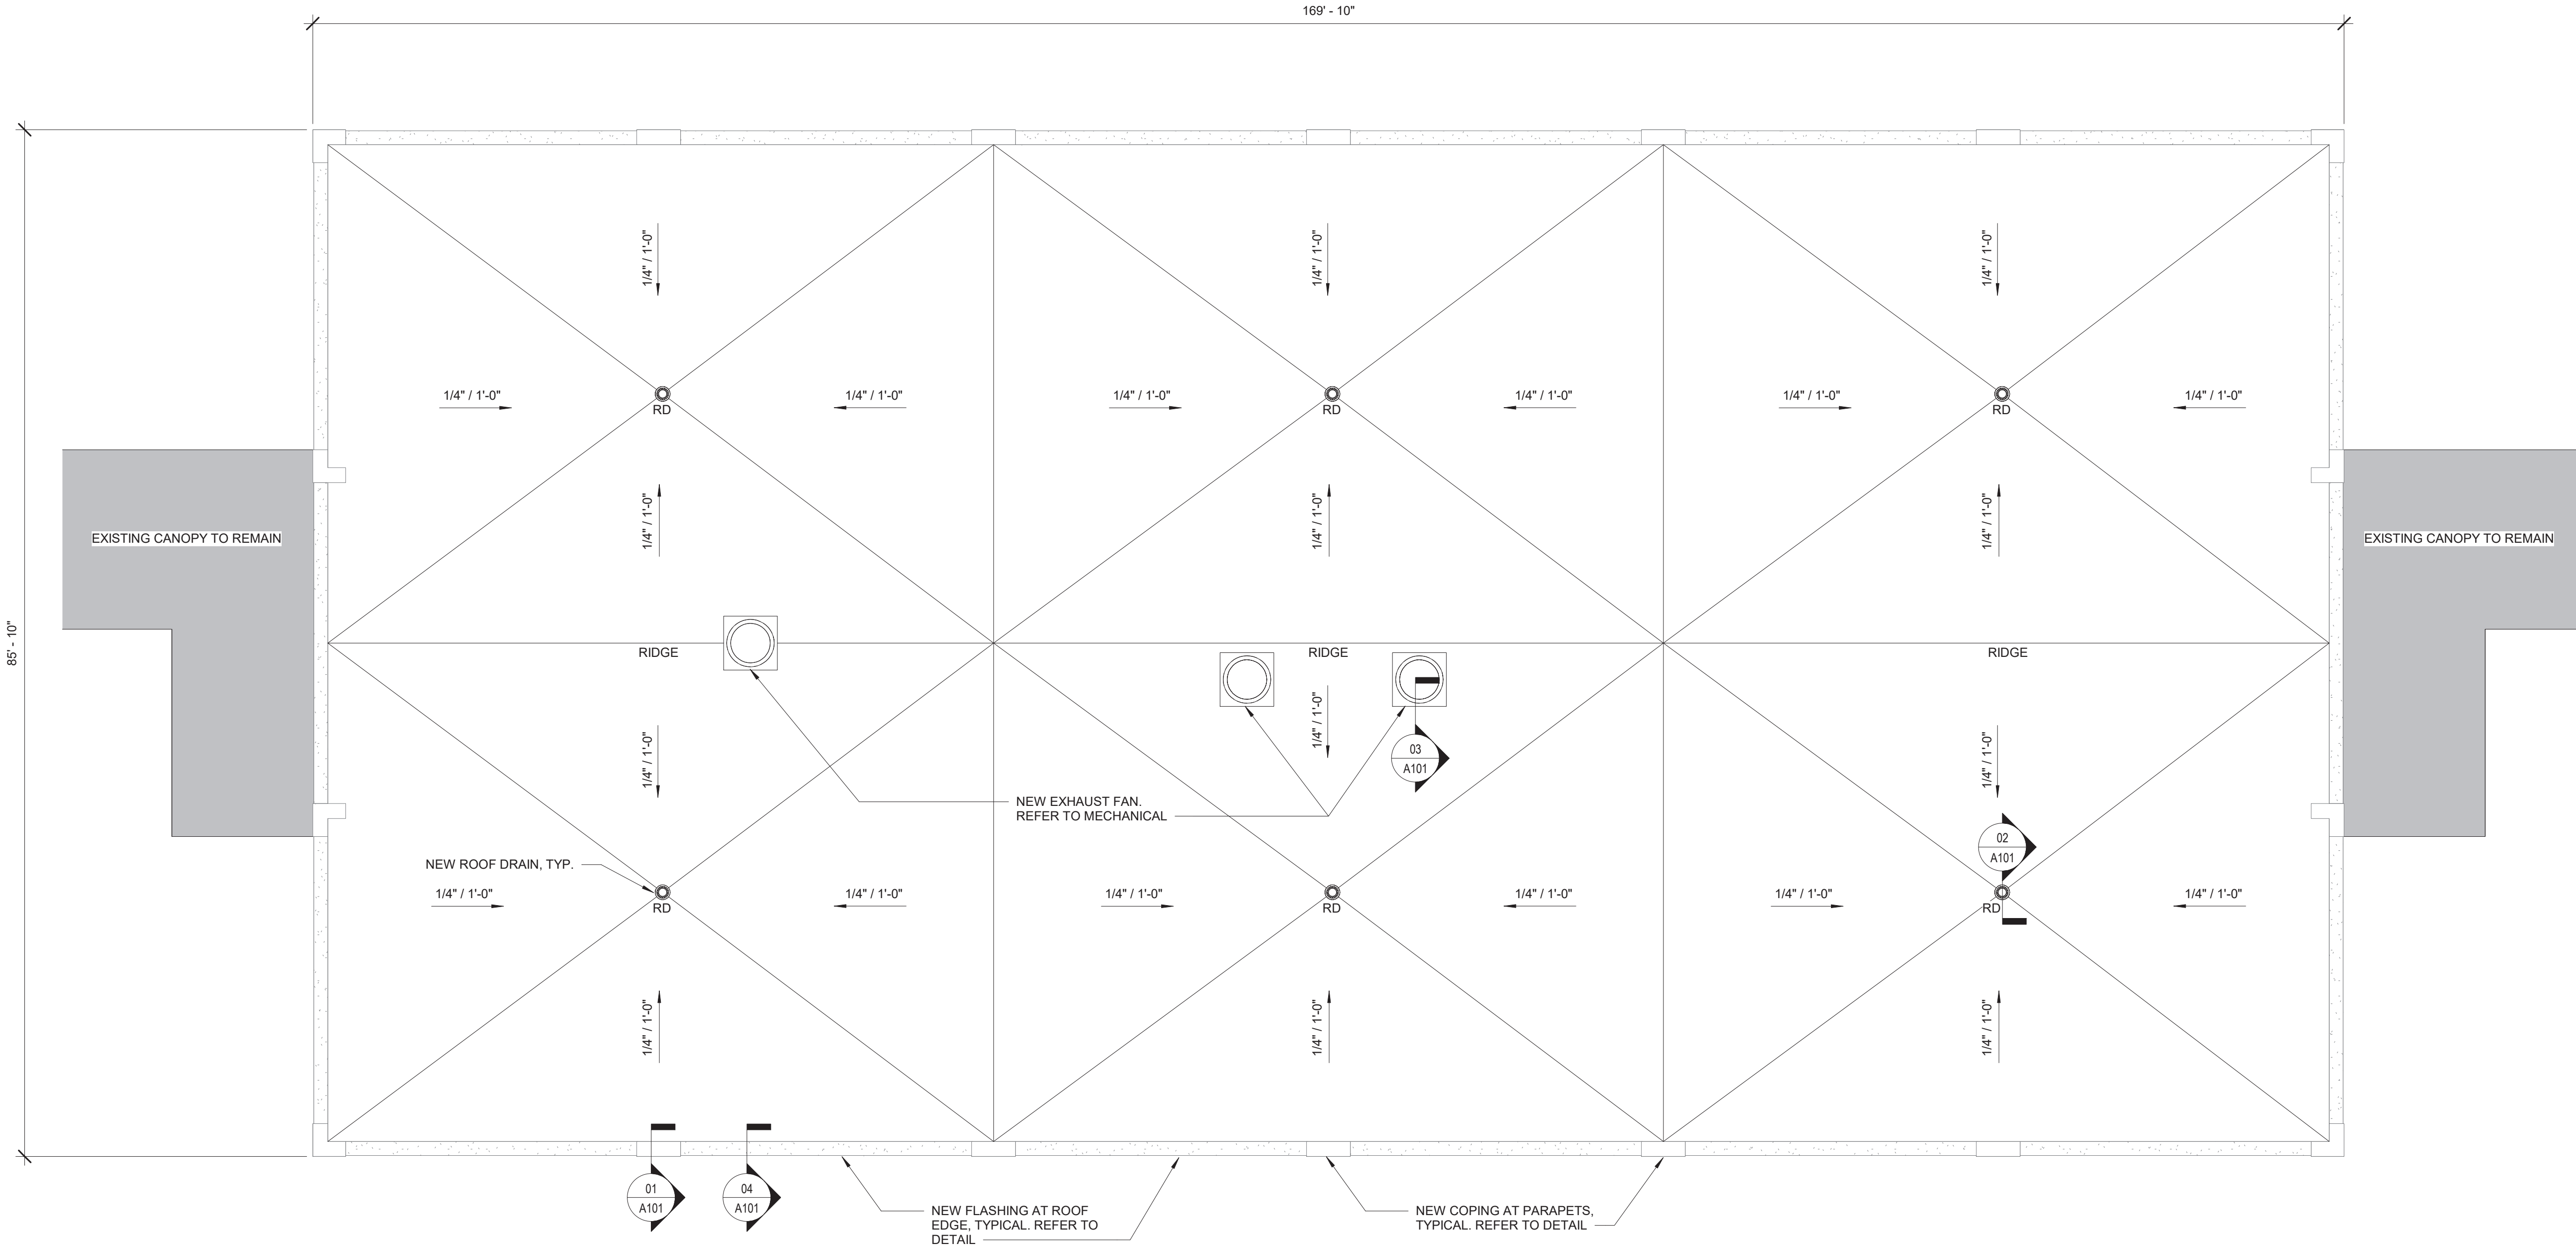 169' - 10"
1/4" / 1'-0"
1/4" / 1'-0"
1/4" / 1'-0"
1/4" / 1'-0"
1/4" / 1'-0"
1/4" / 1'-0"
1/4" / 1'-0"
1/4" / 1'-0"
1/4" / 1'-0"
RD
RD
RD
1/4" / 1'-0"
1/4" / 1'-0"
1/4" / 1'-0"
EXISTING CANOPY TO REMAIN
EXISTING CANOPY TO REMAIN
85' - 10"
RIDGE
RIDGE
RIDGE
1/4" / 1'-0"
1/4" / 1'-0"
1/4" / 1'-0"
03
A101
NEW EXHAUST FAN.
REFER TO MECHANICAL
02
A101
NEW ROOF DRAIN, TYP.
1/4" / 1'-0"
1/4" / 1'-0"
1/4" / 1'-0"
1/4" / 1'-0"
1/4" / 1'-0"
1/4" / 1'-0"
RD
RD
RD
1/4" / 1'-0"
1/4" / 1'-0"
1/4" / 1'-0"
01
A101
04
A101
NEW FLASHING AT ROOF
EDGE, TYPICAL. REFER TO
DETAIL
NEW COPING AT PARAPETS,
TYPICAL. REFER TO DETAIL